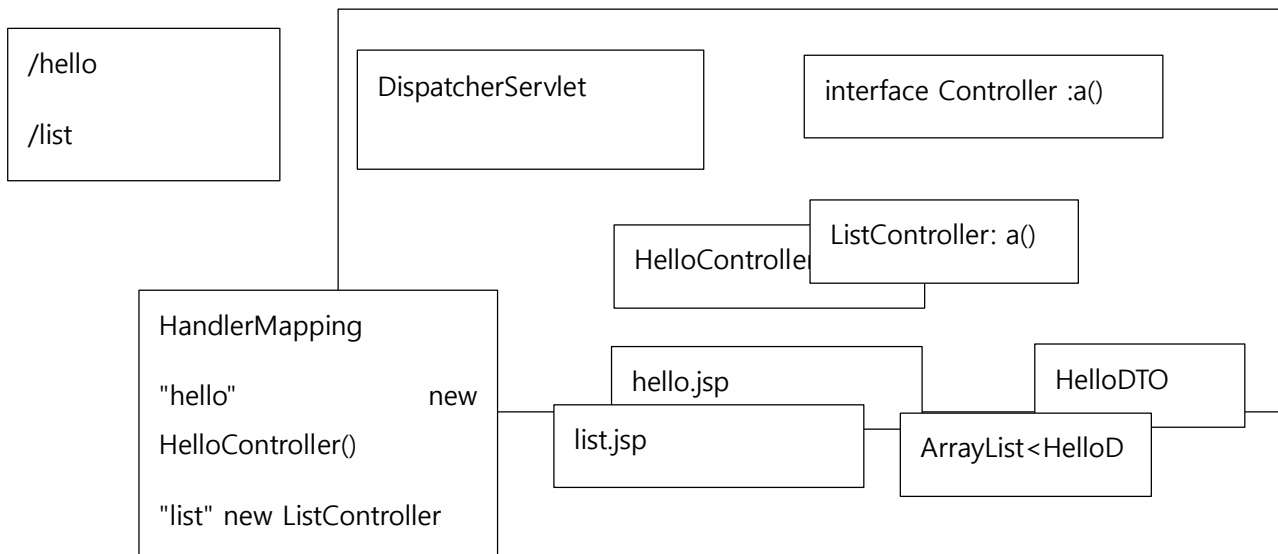 /hello
/list
DispatcherServlet
interface Controller :a()
ListController: a()
HelloController
HandlerMapping
"hello" new
HelloController()
"list" new ListController
hello.jsp
list.jsp
HelloDTO
ArrayList<HelloD